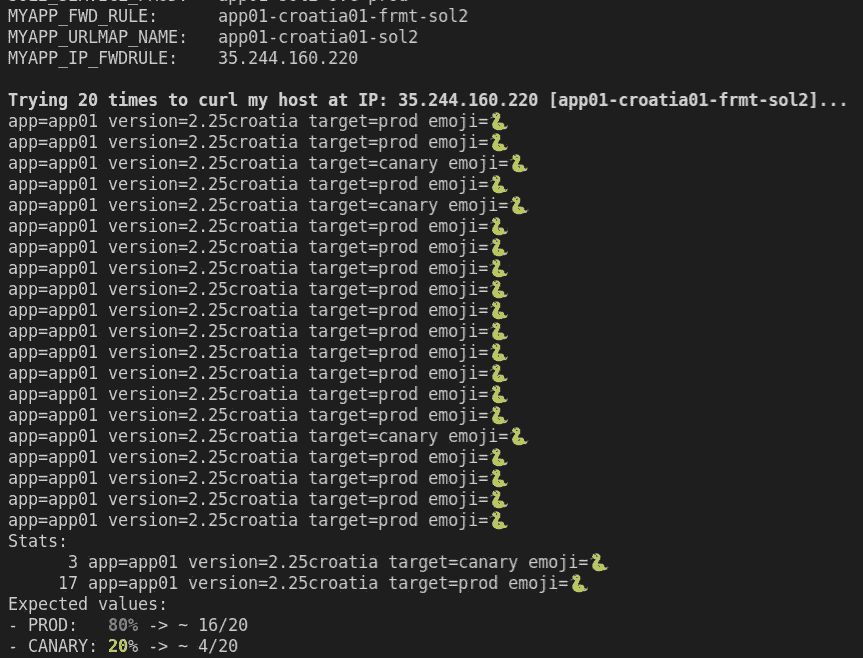 MYAPP_FWD_RULE:      app01-croatia01-frmt-sol2
MYAPP_URLMAP_NAME:   app01-croatia01-sol2
MYAPP_IP_FWDRULE:    35.244.160.220
Trying 20 times to curl my host at IP: 35.244.160.220 [app01-croatia01-frmt-sol2]...
app=app01 version=2.25croatia target=prod emoji=🐍
app=app01 version=2.25croatia target=prod emoji=🐍
app=app01 version=2.25croatia target=canary emoji=🐍
app=app01 version=2.25croatia target=prod emoji=🐍
app=app01 version=2.25croatia target=canary emoji=🐍
app=app01 version=2.25croatia target=prod emoji=🐍
app=app01 version=2.25croatia target=prod emoji=🐍
app=app01 version=2.25croatia target=prod emoji=🐍
app=app01 version=2.25croatia target=prod emoji=🐍
app=app01 version=2.25croatia target=prod emoji=🐍
app=app01 version=2.25croatia target=prod emoji=🐍
app=app01 version=2.25croatia target=prod emoji=🐍
app=app01 version=2.25croatia target=prod emoji=🐍
app=app01 version=2.25croatia target=prod emoji=🐍
app=app01 version=2.25croatia target=prod emoji=🐍
app=app01 version=2.25croatia target=canary emoji=🐍
app=app01 version=2.25croatia target=prod emoji=🐍
app=app01 version=2.25croatia target=prod emoji=🐍
app=app01 version=2.25croatia target=prod emoji=🐍
app=app01 version=2.25croatia target=prod emoji=🐍
Stats:
      3 app=app01 version=2.25croatia target=canary emoji=🐍
     17 app=app01 version=2.25croatia target=prod emoji=🐍
Expected values:
- PROD:   80% -> ~ 16/20
- CANARY: 20% -> ~ 4/20